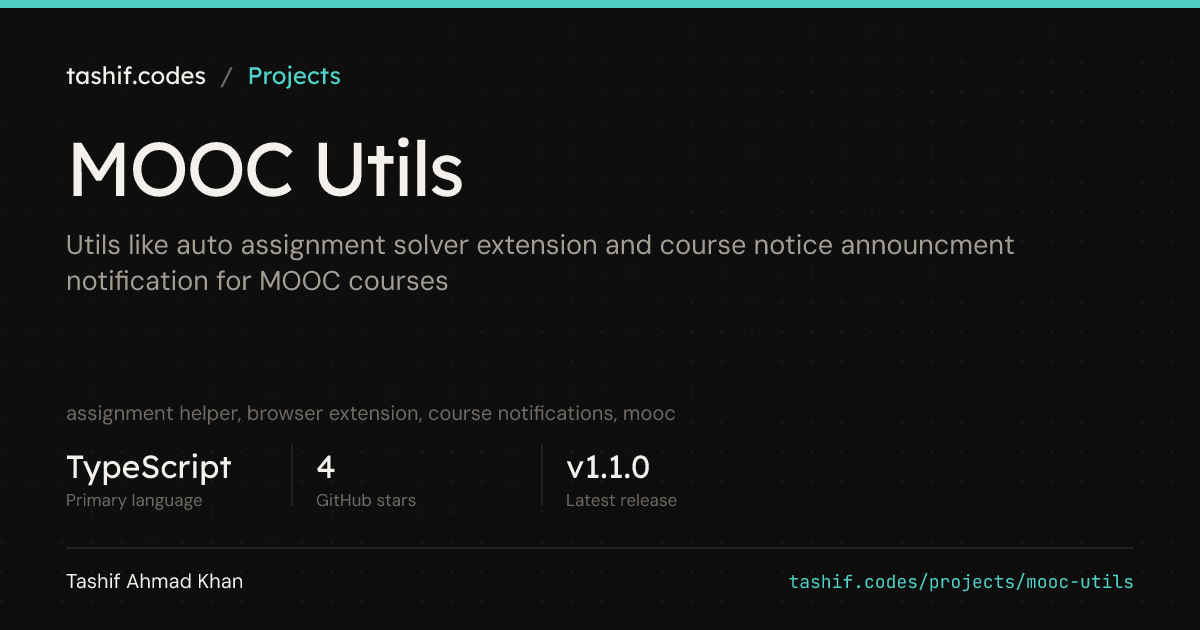 tashif.codes / Projects
MOOC Utils
Utils like auto assignment solver extension and course notice announcment
notification for MOOC courses
assignment helper, browser extension, course notifications, mooc
TypeScript 4 v1.1.0
Primary language GitHub stars Latest release
Tashif Ahmad Khan tashif.codes/projects/mooc-utils